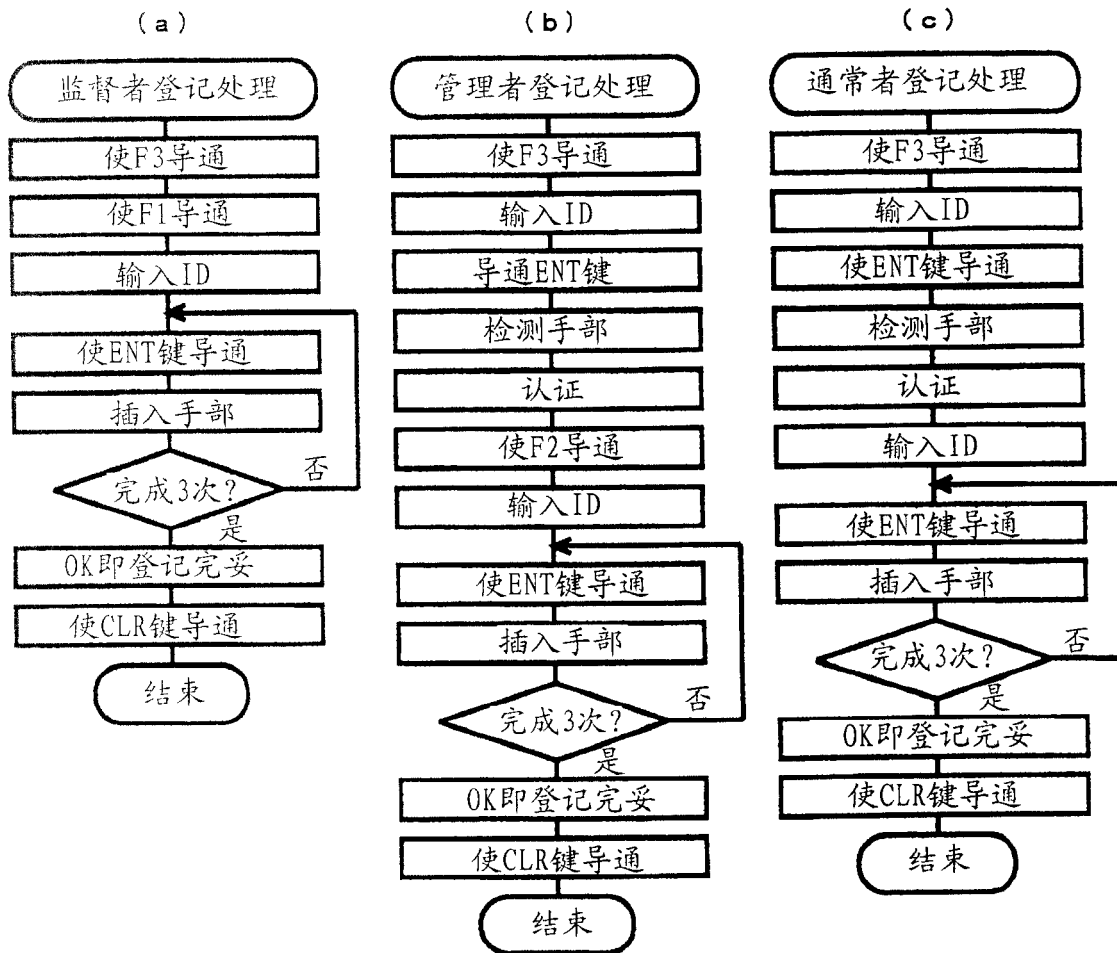 (a)
监督者登记处理
使F3导通
使F1导通
输入ID
使ENT键导通
插入手部
完成3次?
否
是
OK即登记完妥
使CLR键导通
结束
(b)
管理者登记处理
使F3导通
输入ID
导通ENT键
检测手部
认证
使F2导通
输入ID
使ENT键导通
插入手部
完成3次?
否
是
OK即登记完妥
使CLR键导通
结束
(c)
通常者登记处理
使F3导通
输入ID
使ENT键导通
检测手部
认证
输入ID
使ENT键导通
插入手部
完成3次?
否
是
OK即登记完妥
使CLR键导通
结束